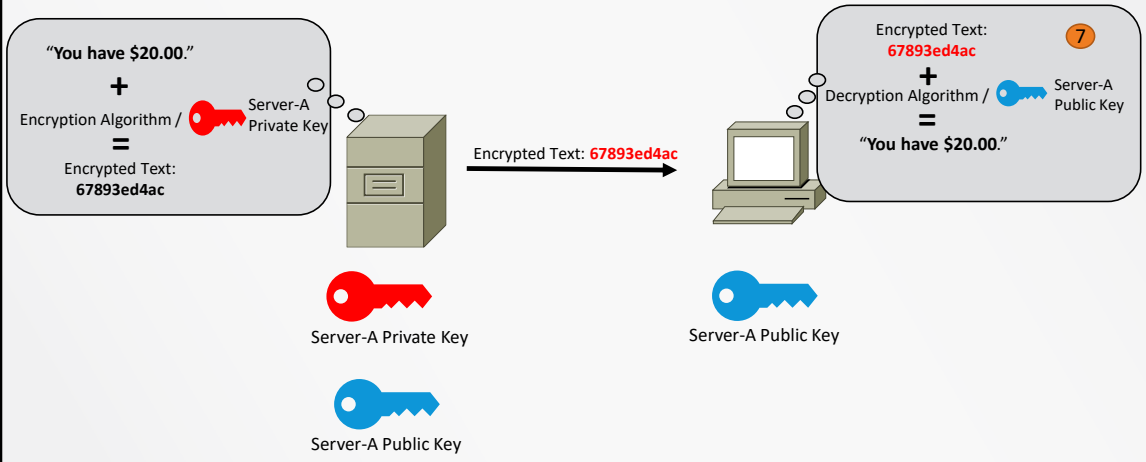 “You have $20.00.”
+
Encryption Algorithm /
Server-A
Private Key
=
Encrypted Text:
67893ed4ac
Encrypted Text: 67893ed4ac
Encrypted Text:
67893ed4ac
7
+
Decryption Algorithm /
Server-A
Public Key
=
“You have $20.00.”
Server-A Private Key
Server-A Public Key
Server-A Public Key